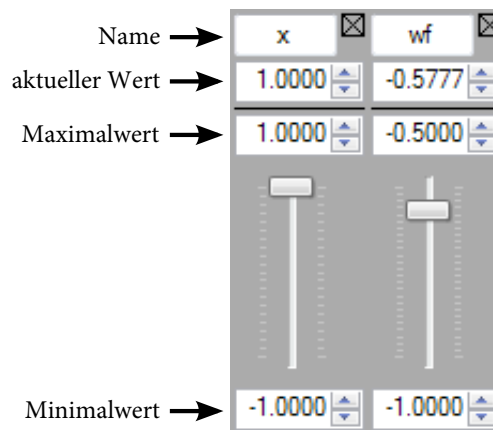 Name x wf
aktueller Wert 1.0000 -0.5777
Maximalwert 1.0000 -0.5000
Minimalwert -1.0000 -1.0000